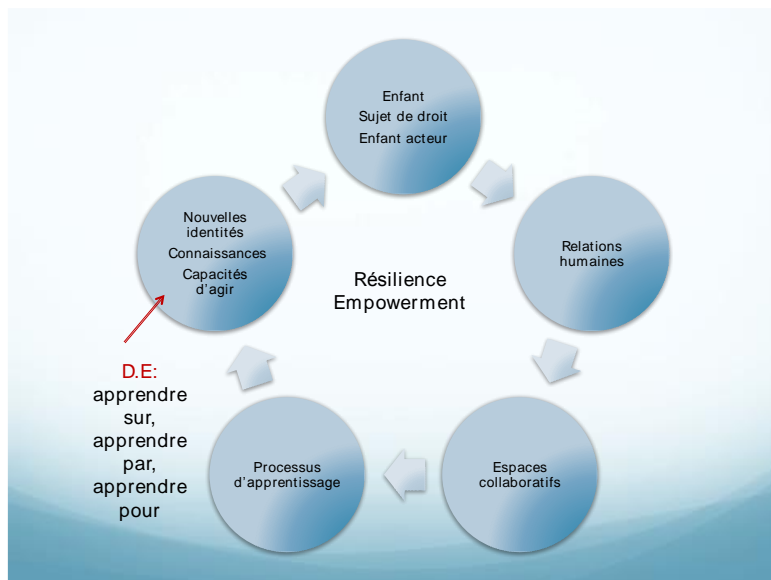 Enfant
Sujet de droit
Enfant acteur
Relations
humaines
Espaces
collaboratifs
Processus
d'apprentissage
Nouvelles
identités
Connaissances
Capacités
d'agir
Résilience
Empowerment
D.E:
apprendre
sur,
apprendre
par,
apprendre
pour